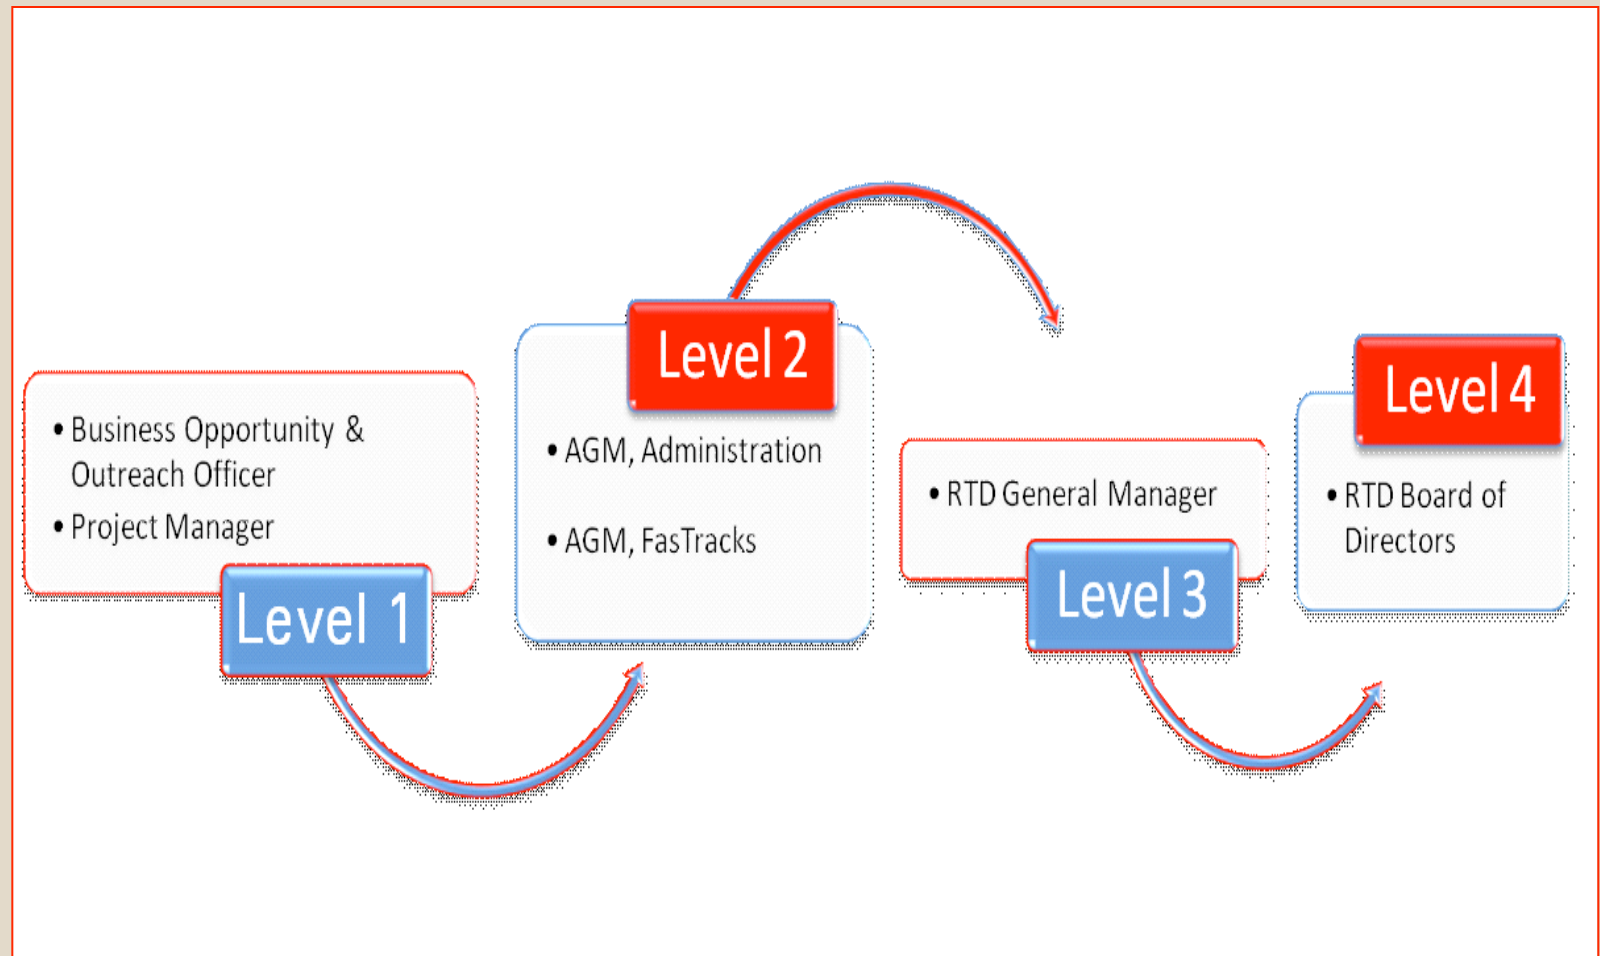 • Business Opportunity &
Outreach Officer
• Project Manager
Level 1
Level 2
• AGM, Administration
• AGM, FasTracks
• RTD General Manager
Level 3
Level 4
• RTD Board of
Directors